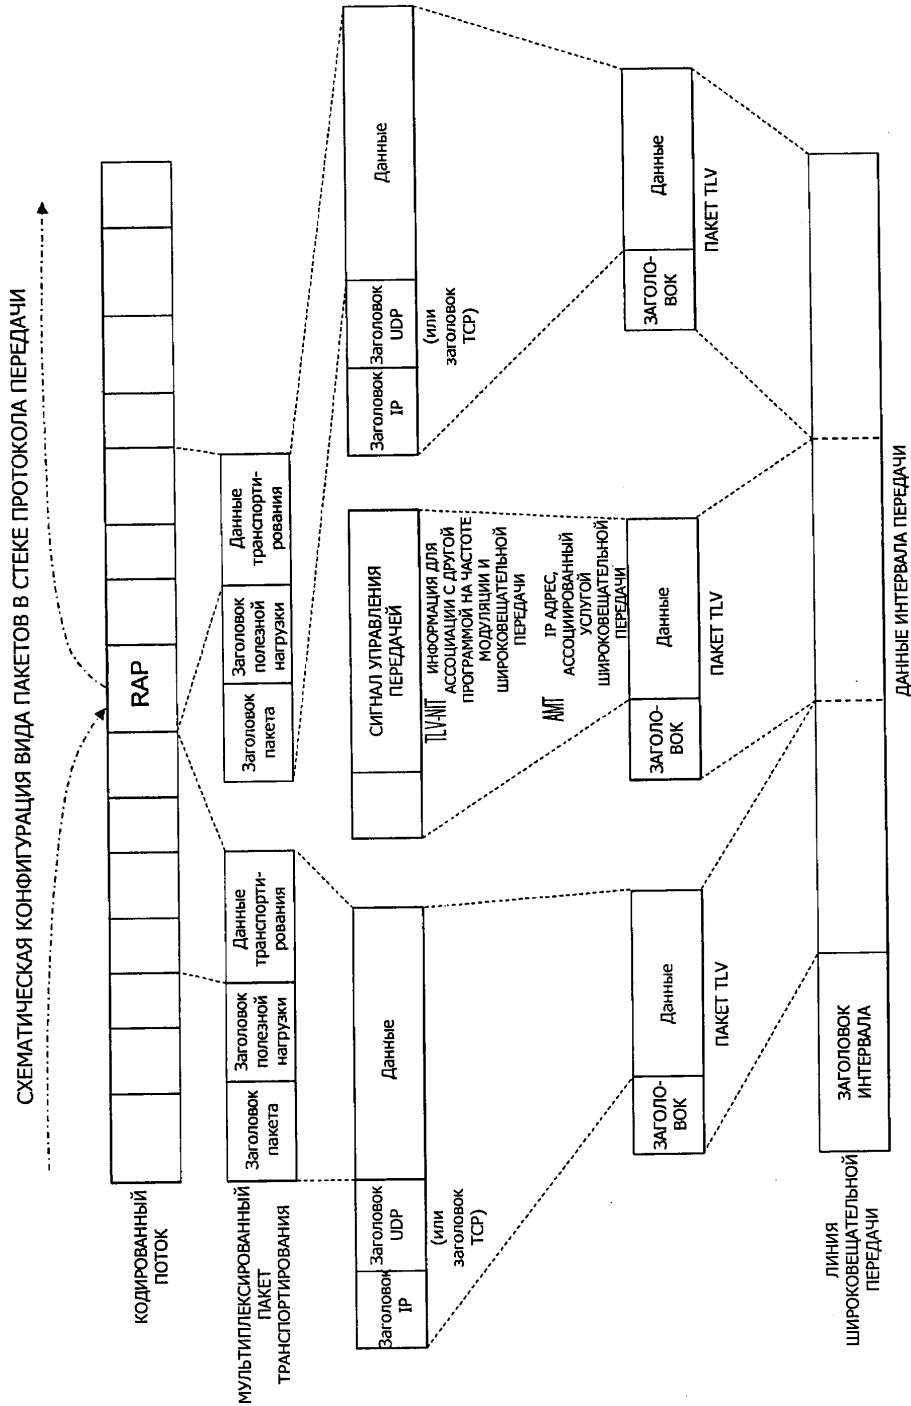 СХЕМАТИЧЕСКАЯ КОНФИГУРАЦИЯ ВИДА ПАКЕТОВ В СТЕКЕ ПРОТОКОЛА ПЕРЕДАЧИ
КОДИРОВАННЫЙ
ПОТОК
RAP
МУЛЬТИПЛЕКСИРОВАННЫЙ
ПАКЕТ
ТРАНСПОРТИРОВАНИЯ
Заголовок
пакета
Заголовок
полезной
нагрузки
Данные
транспорти-
рования
Заголовок
пакета
Заголовок
полезной
нагрузки
Данные
транспорти-
рования
Заголовок
IP
Заголовок
UDP
Данные
(или
заголовок
TCP)
СИГНАЛ УПРАВЛЕНИЯ
ПЕРЕДАЧЕЙ
TLV-NIT
ИНФОРМАЦИЯ ДЛЯ
АССОЦИАЦИИ С ДРУГОЙ
ПРОГРАММОЙ НА ЧАСТОТЕ
МОДУЛЯЦИИ И
ШИРОКОВЕЩАТЕЛЬНОЙ
ПЕРЕДАЧИ
AMT
IP АДРЕС,
АССОЦИИРОВАННЫЙ
УСЛУГОЙ
ШИРОКОВЕЩАТЕЛЬНОЙ
ПЕРЕДАЧИ
Заголовок
IP
Заголовок
UDP
Данные
(или
заголовок
TCP)
ЗАГОЛО-
ВОК
Данные
ПАКЕТ TLV
ЗАГОЛО-
ВОК
Данные
ПАКЕТ TLV
ЗАГОЛО-
ВОК
Данные
ПАКЕТ TLV
ЛИНИЯ
ШИРОКОВЕЩАТЕЛЬНОЙ
ПЕРЕДАЧИ
ЗАГОЛОВОК
ИНТЕРВАЛА
ДАННЫЕ ИНТЕРВАЛА ПЕРЕДАЧИ